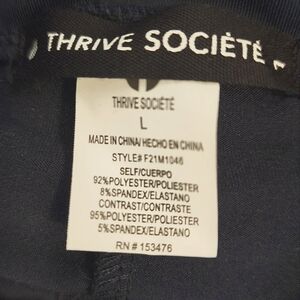 THRIVE SOCIÉTÉ
THRIVE SOCIÉTÉ
L
MADE IN CHINA/HECHO EN CHINA
STYLE# F21M1046
SELF/CUERPO
92%POLYESTER/POLIESTER
8%SPANDEX/ELASTANO
CONTRAST/CONTRASTE
95%POLYESTER/POLIESTER
5%SPANDEX/ELASTANO
RN # 153476